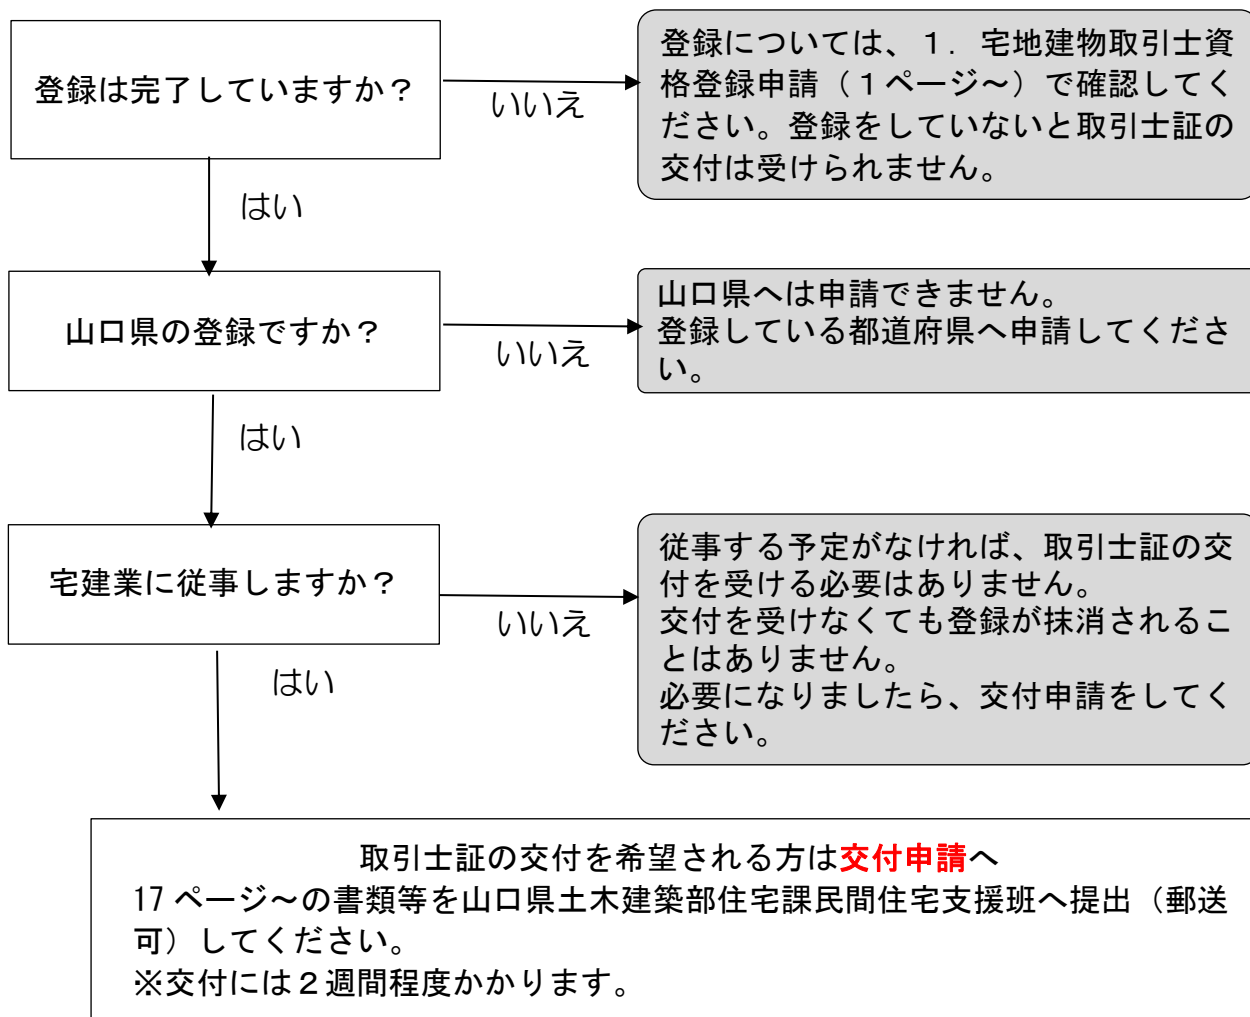 登録は完了していますか？
いいえ
登録については、１．宅地建物取引士資
格登録申請（１ページ～）で確認してく
ださい。登録をしていないと取引士証の
交付は受けられません。
はい
山口県の登録ですか？
いいえ
山口県へは申請できません。
登録している都道府県へ申請してくださ
い。
はい
宅建業に従事しますか？
いいえ
従事する予定がなければ、取引士証の交
付を受ける必要はありません。
交付を受けなくても登録が抹消されるこ
とはありません。
必要になりましたら、交付申請をしてく
ださい。
はい
取引士証の交付を希望される方は交付申請へ
17 ページ～の書類等を山口県土木建築部住宅課民間住宅支援班へ提出（郵送
可）してください。
※交付には２週間程度かかります。